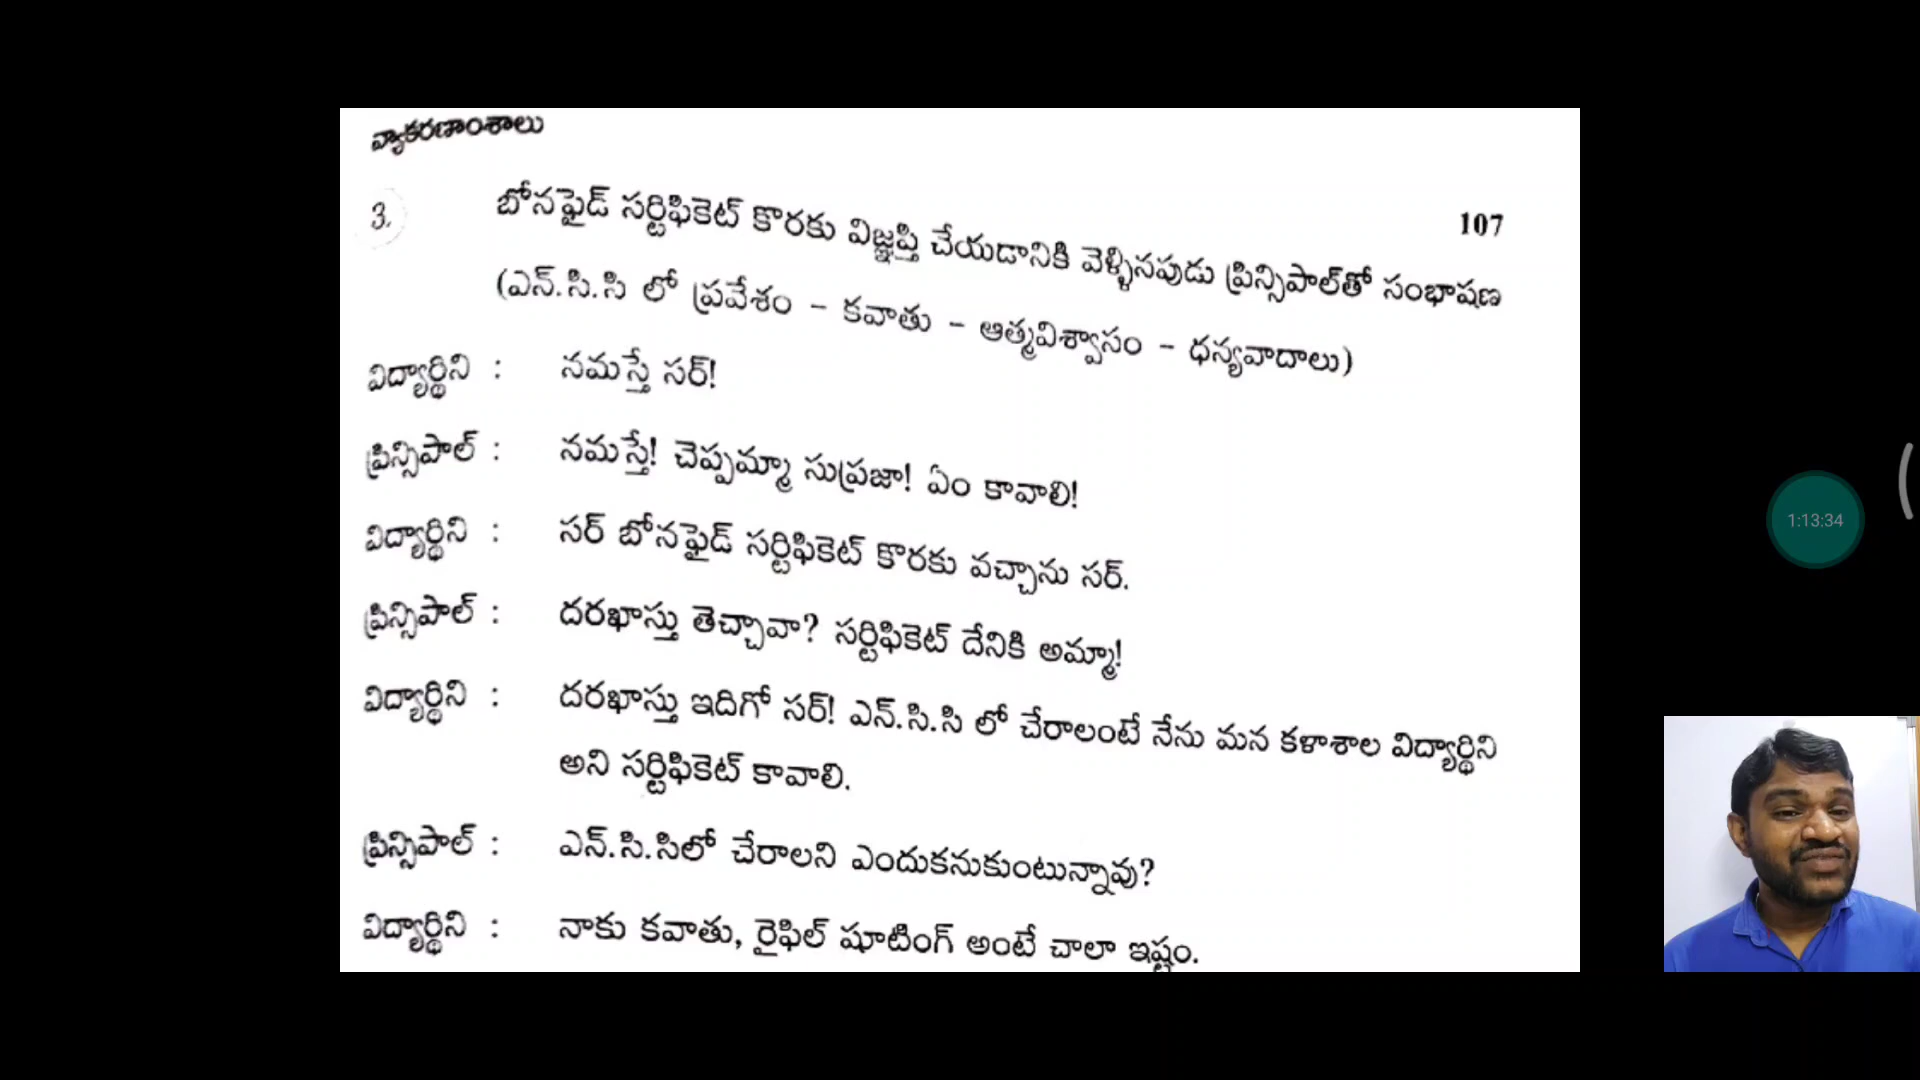 వ్యాకరణాంశాలు
107
3. బోనఫైడ్ సర్టిఫికెట్ కొరకు విజ్ఞప్తి చేయడానికి వెళ్ళినపుడు ప్రిన్సిపాల్‌తో సంభాషణ
(ఎన్.సి.సి లో ప్రవేశం - కవాతు - ఆత్మవిశ్వాసం - ధన్యవాదాలు)
విద్యార్థిని : నమస్తే సర్!
ప్రిన్సిపాల్ : నమస్తే! చెప్పమ్మా సుప్రజా! ఏం కావాలి!
విద్యార్థిని : సర్ బోనఫైడ్ సర్టిఫికెట్ కొరకు వచ్చాను సర్.
ప్రిన్సిపాల్ : దరఖాస్తు తెచ్చావా? సర్టిఫికెట్ దేనికి అమ్మా!
విద్యార్థిని : దరఖాస్తు ఇదిగో సర్! ఎన్.సి.సి లో చేరాలంటే నేను మన కళాశాల విద్యార్థిని
అని సర్టిఫికెట్ కావాలి.
ప్రిన్సిపాల్ : ఎన్.సి.సిలో చేరాలని ఎందుకనుకుంటున్నావు?
విద్యార్థిని : నాకు కవాతు, రైఫిల్ షూటింగ్ అంటే చాలా ఇష్టం.
1:13:34